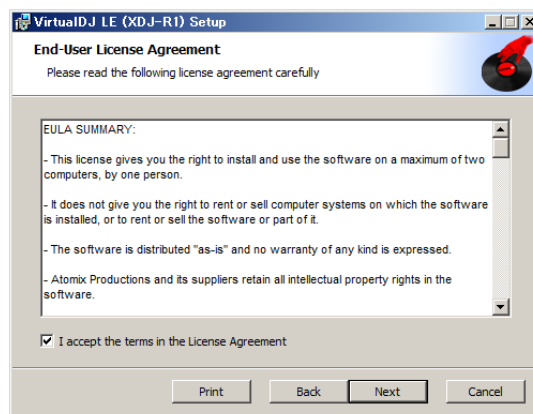 VirtualDJ LE (XDJ-R1) Setup
End-User License Agreement
Please read the following license agreement carefully
EULA SUMMARY:
- This license gives you the right to install and use the software on a maximum of two
computers, by one person.
- It does not give you the right to rent or sell computer systems on which the software
is installed, or to rent or sell the software or part of it.
- The software is distributed "as-is" and no warranty of any kind is expressed.
- Atomix Productions and its suppliers retain all intellectual property rights in the
software.
I accept the terms in the License Agreement
Print
Back
Next
Cancel